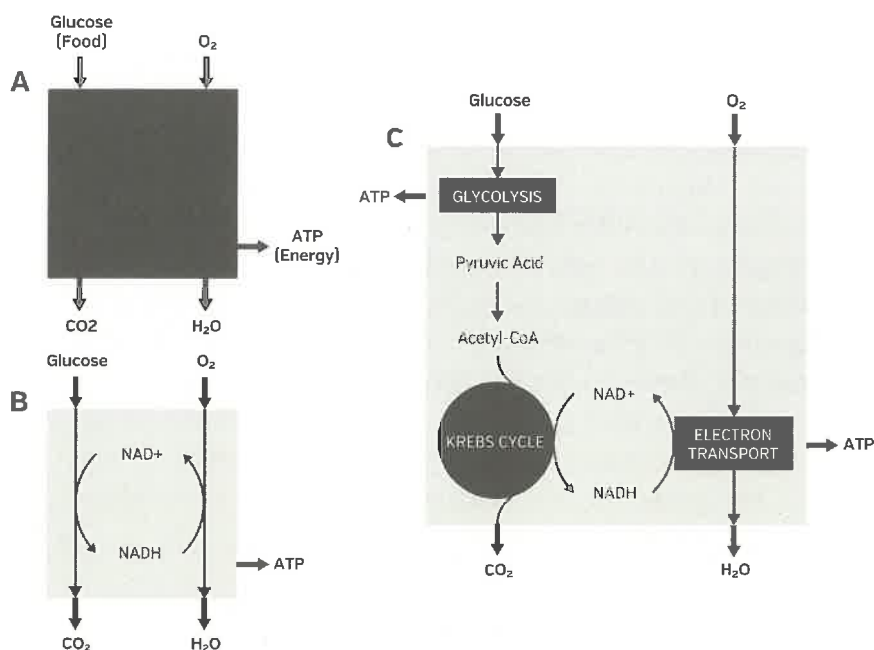 A
Glucose
(Food)
O₂
ATP
(Energy)
CO2
H₂O
B
Glucose
O₂
NAD+
NADH
ATP
CO₂
H₂O
C
Glucose
O₂
ATP
GLYCOLYSIS
Pyruvic Acid
Acetyl-CoA
KREBS CYCLE
NAD+
NADH
ELECTRON
TRANSPORT
ATP
CO₂
H₂O